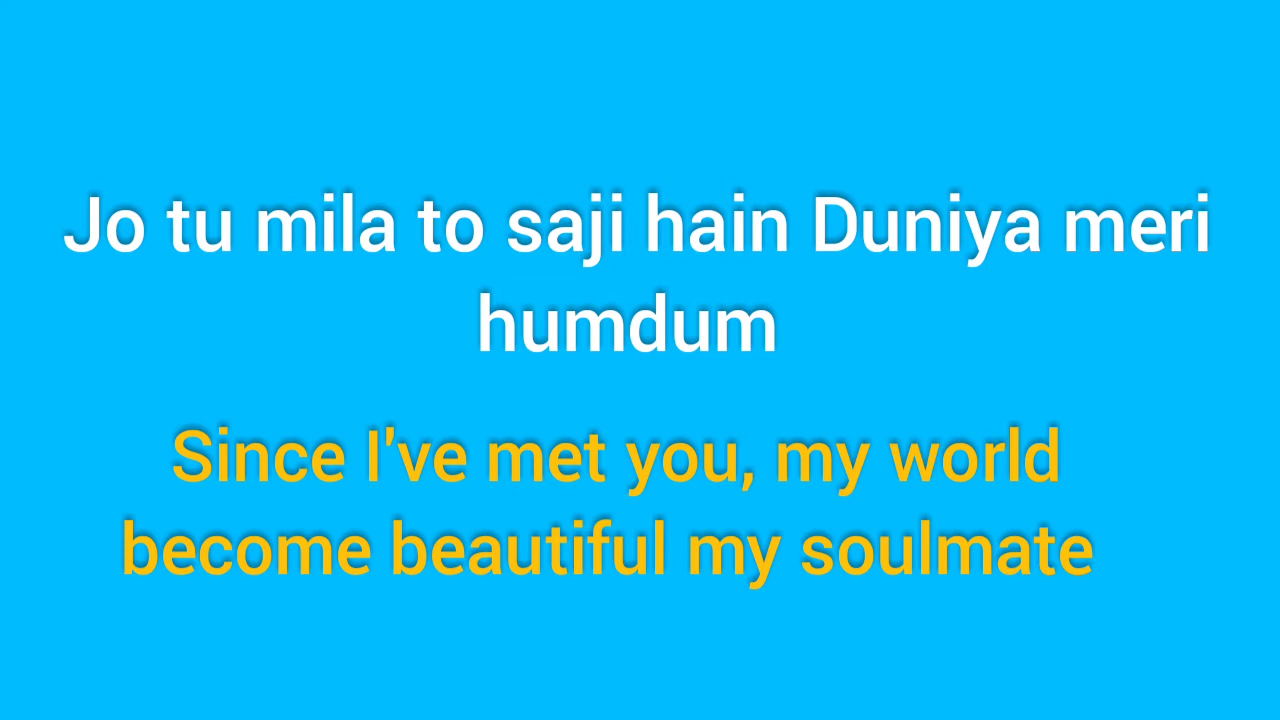 Jo tu mila to saji hain Duniya meri
humdum
Since I've met you, my world
become beautiful my soulmate